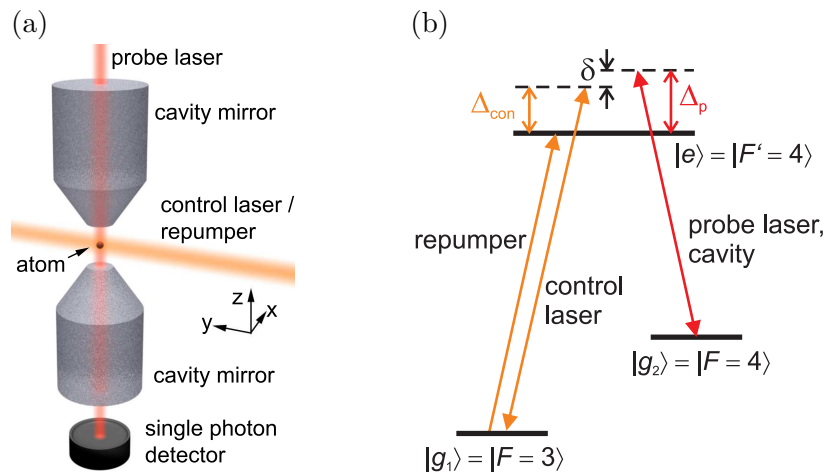 (a)
probe laser
cavity mirror
control laser /
repumper
atom
z
x
y
cavity mirror
single photon
detector
(b)
δ
Δcon
Δp
|e⟩ = |F‘ = 4⟩
repumper
probe laser,
cavity
control
laser
|g₂⟩ = |F = 4⟩
|g₁⟩ = |F = 3⟩